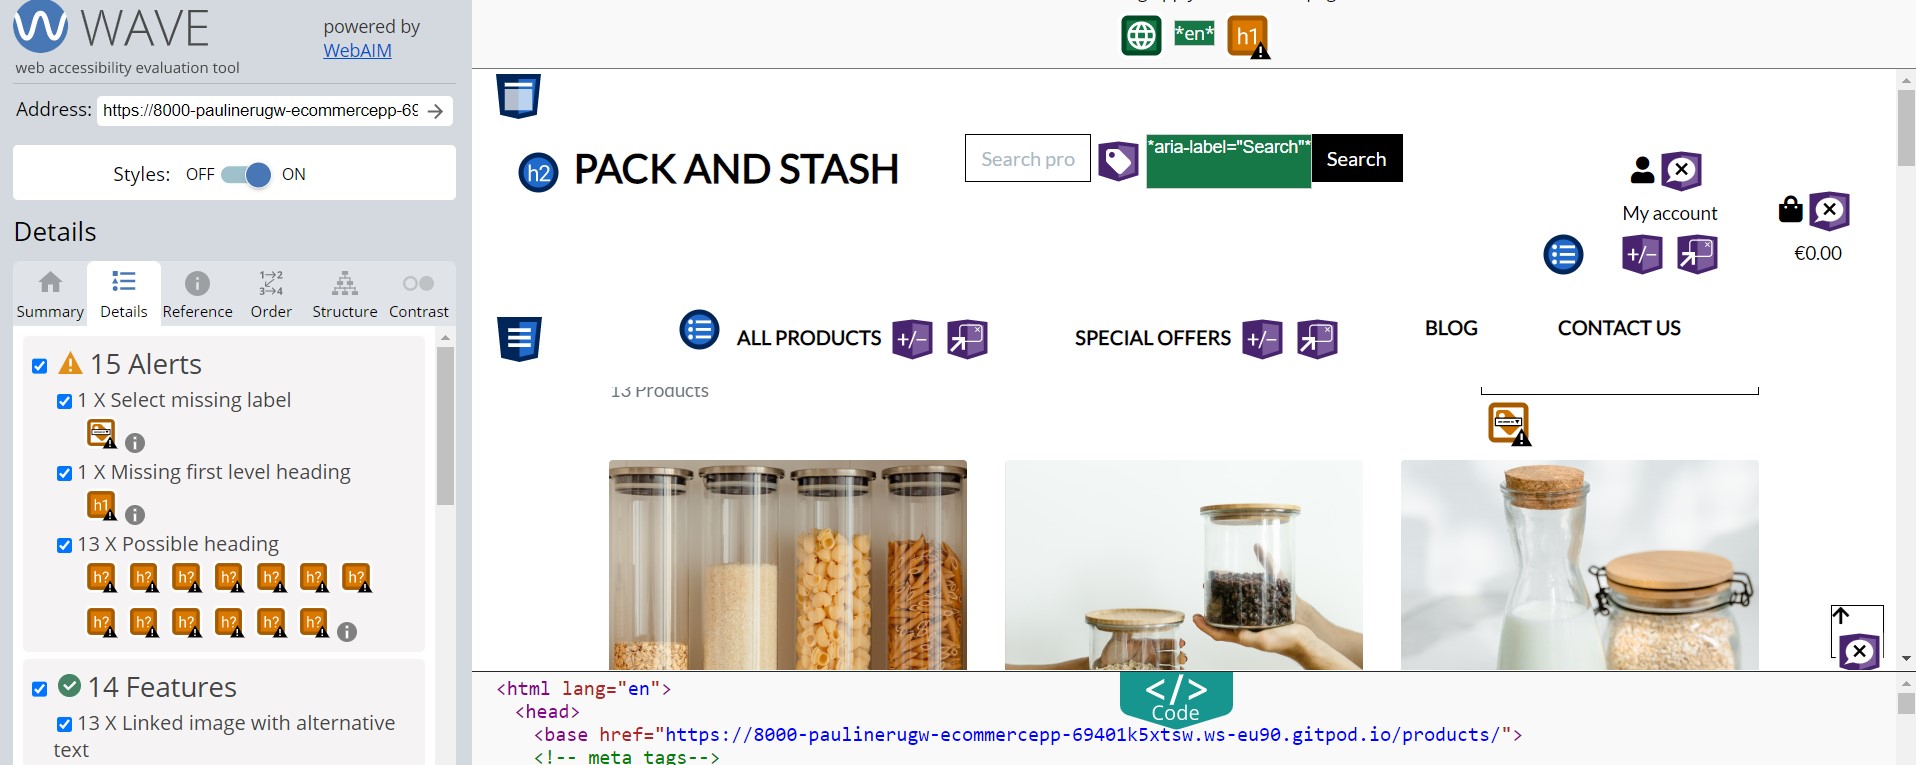 WAVE
powered by
WebAIM
web accessibility evaluation tool
Address: https://8000-paulinerugw-ecommercepp-69
Styles: OFF ON
Details
Summary Details Reference Order Structure Contrast
15 Alerts
1 X Select missing label
1 X Missing first level heading
h1
13 X Possible heading
h? h? h? h? h? h? h?
h? h? h? h? h? h?
14 Features
13 X Linked image with alternative
text
*en* h1
h2 PACK AND STASH
Search pro *aria-label="Search"* Search
My account
+/-
€0.00
ALL PRODUCTS +/- SPECIAL OFFERS +/- BLOG CONTACT US
13 Products
<html lang="en">
<head>
<base href="https://8000-paulinerugw-ecommercepp-69401k5xtsw.ws-eu90.gitpod.io/products/">
<!-- meta tags-->
</> Code